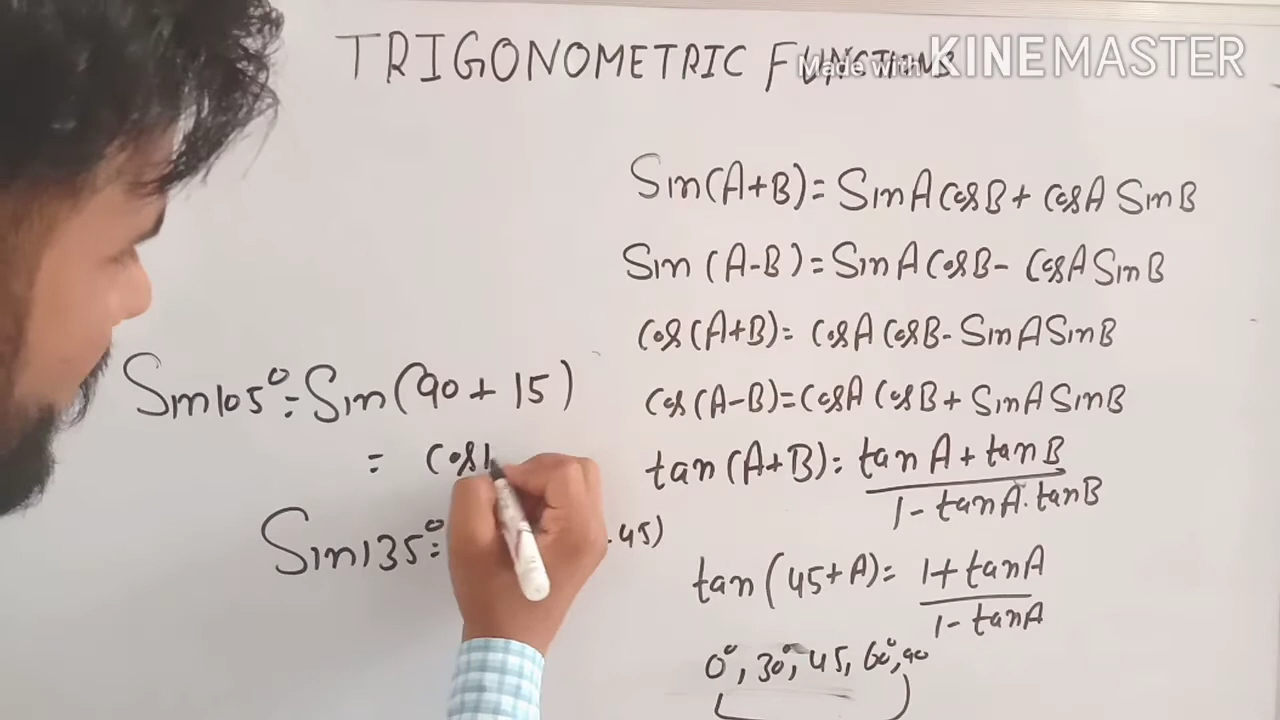 TRIGONOMETRIC FUNCTIONS
Made with KINEMASTER
Sin(A+B)= SinA CosB + CosA SinB
Sin (A-B)= SinA CosB - CosA SinB
Cos (A+B)= CosA CosB - SinA SinB
Cos (A-B)= CosA CosB + SinA SinB
tan (A+B)= tanA + tanB / 1 - tanA . tanB
tan (45+A)= 1+ tanA / 1- tanA
0°, 30°, 45, 60°, 90
Sin105° = Sin(90 + 15)
= Cos1
Sin135° = 45)